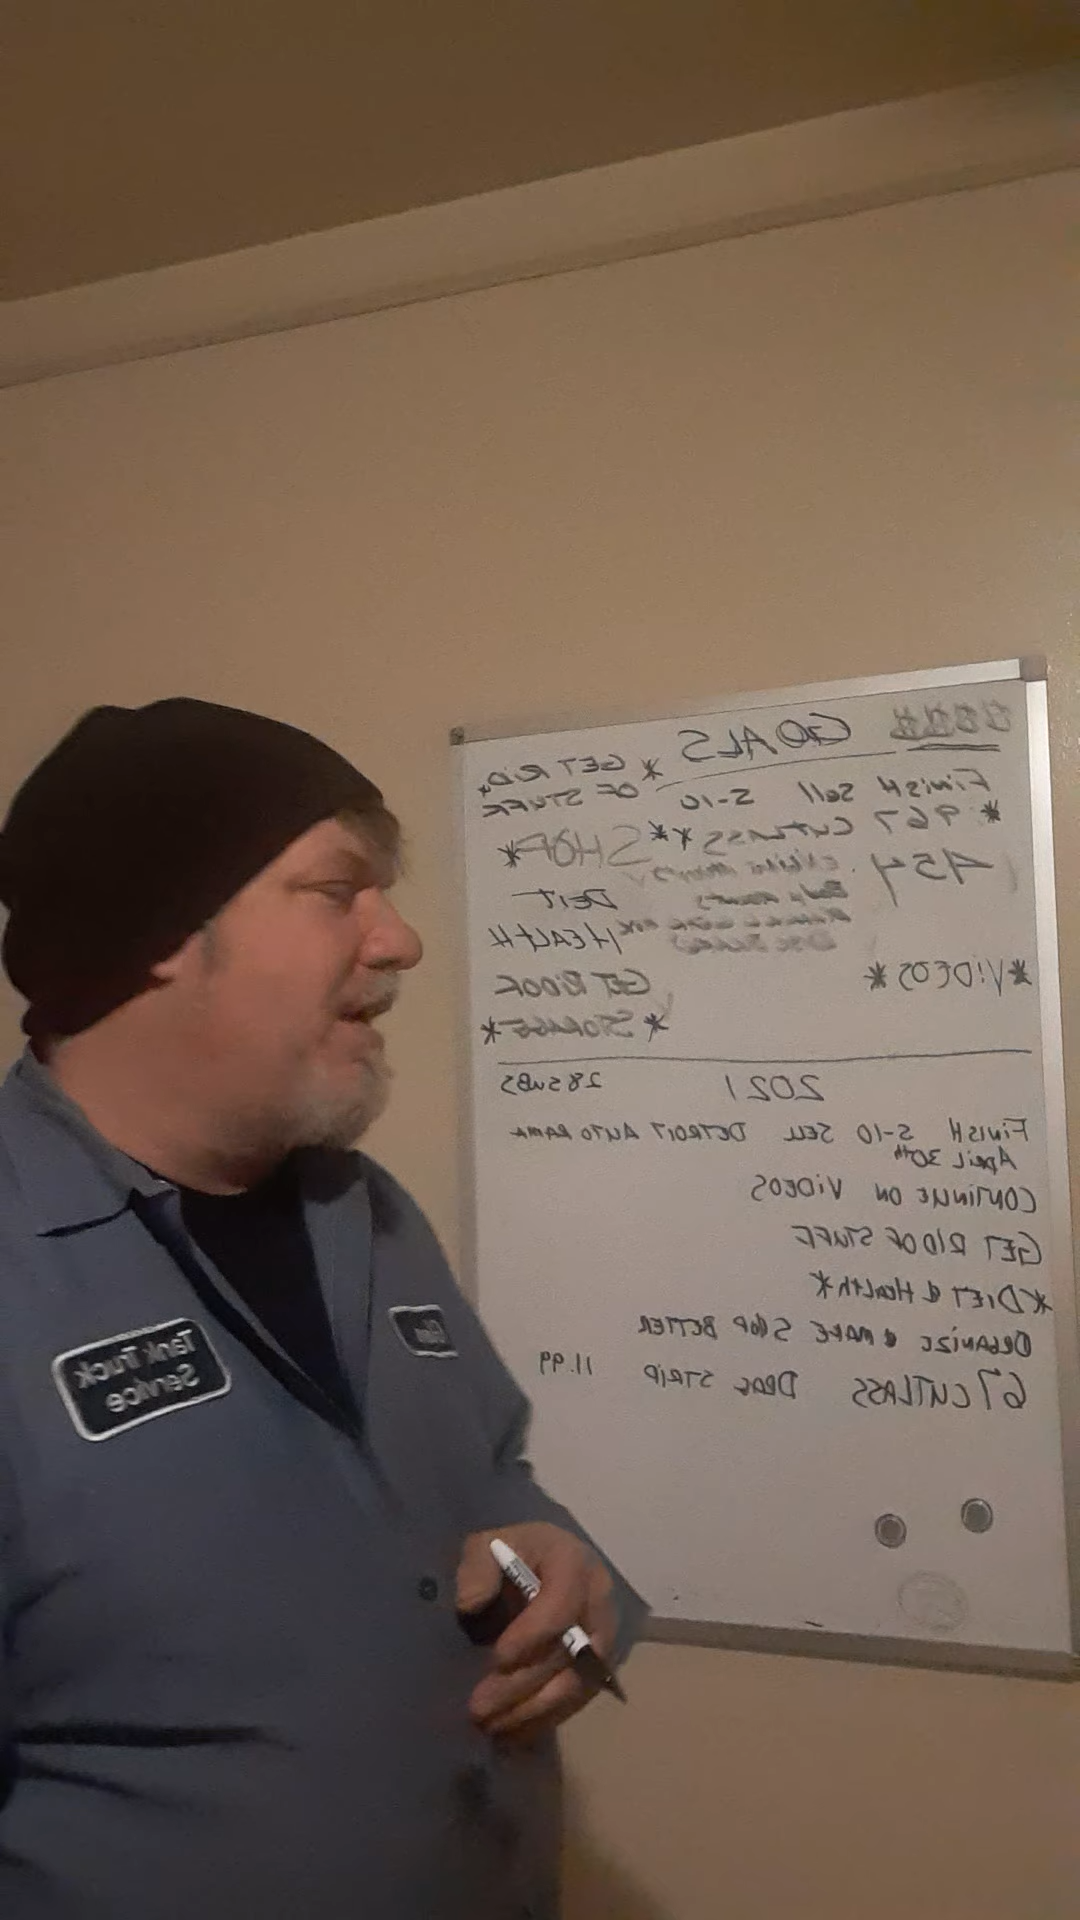 GOALS
* GET RID
OF STUFF
FINISH SELL S-10
* 967 CUTLASS **
* SHOP *
454
DEIT
HEALTH
* VIDEOS *
GET RID OF
* STORAGE *
2021 28 SUBS
FINISH S-10 SELL DETROIT AUTORAMA
APRIL 30th
CONTINUE ON VIDEOS
GET RID OF STUFF
* DIET & HEALTH *
ORGANIZE & MAKE SHOP BETTER
67 CUTLASS DRAG STRIP 11.99
Tank Truck
Service